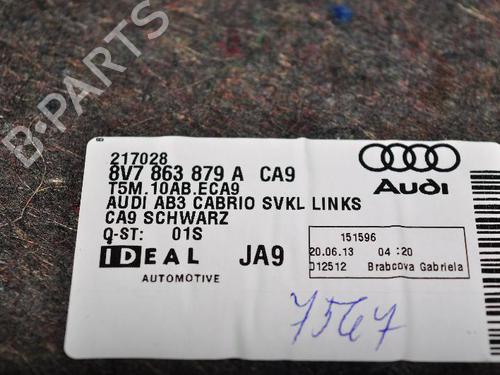 B-PARTS
217028
8V7 863 879 A CA9
T5M.10AB.ECA9
AUDI AB3 CABRIO SVKL LINKS
CA9 SCHWARZ
Q-ST: 01S
IDEAL JA9
AUTOMOTIVE
Audi
151596
20.06.13 04:20
D12512 Brabcova Gabriela
7567